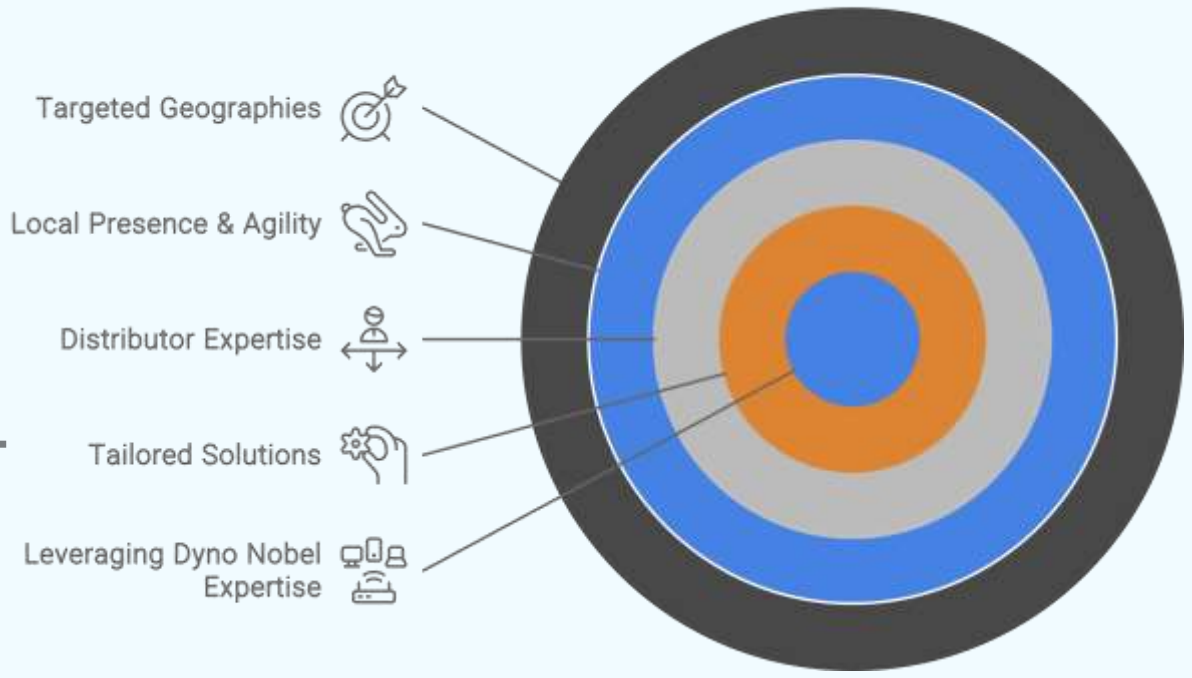 Targeted Geographies
Local Presence & Agility
Distributor Expertise
Tailored Solutions
Leveraging Dyno Nobel
Expertise